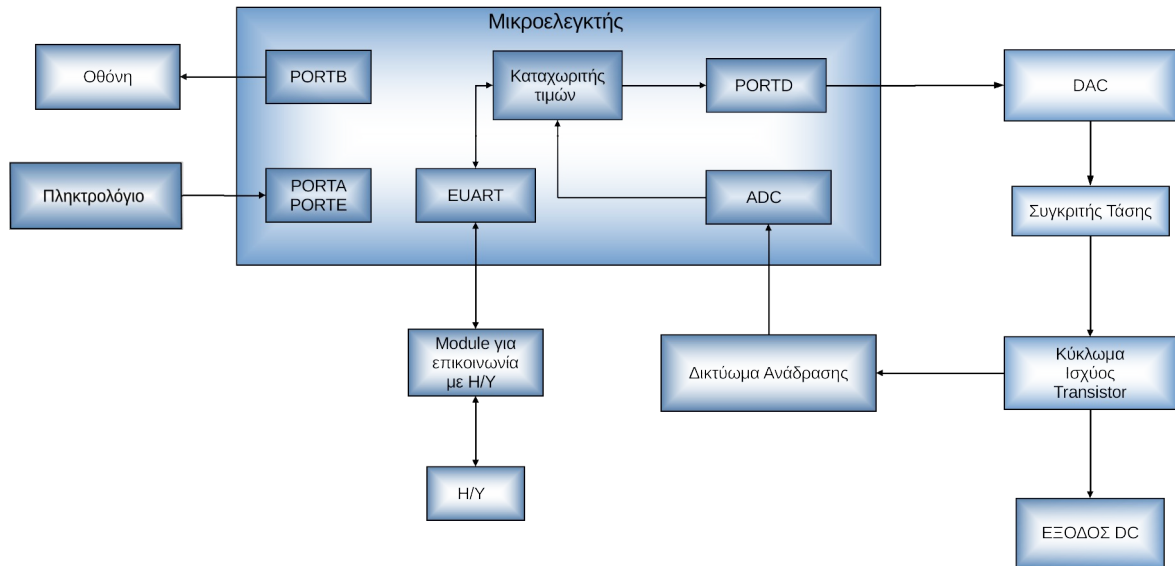 Μικροελεγκτής
Οθόνη
PORTB
Καταχωριτής
τιμών
PORTD
DAC
Πληκτρολόγιο
PORTA
PORTE
EUART
ADC
Συγκριτής Τάσης
Module για
επικοινωνία
με Η/Υ
Δικτύωμα Ανάδρασης
Κύκλωμα
Ισχύος
Transistor
Η/Υ
ΕΞΟΔΟΣ DC